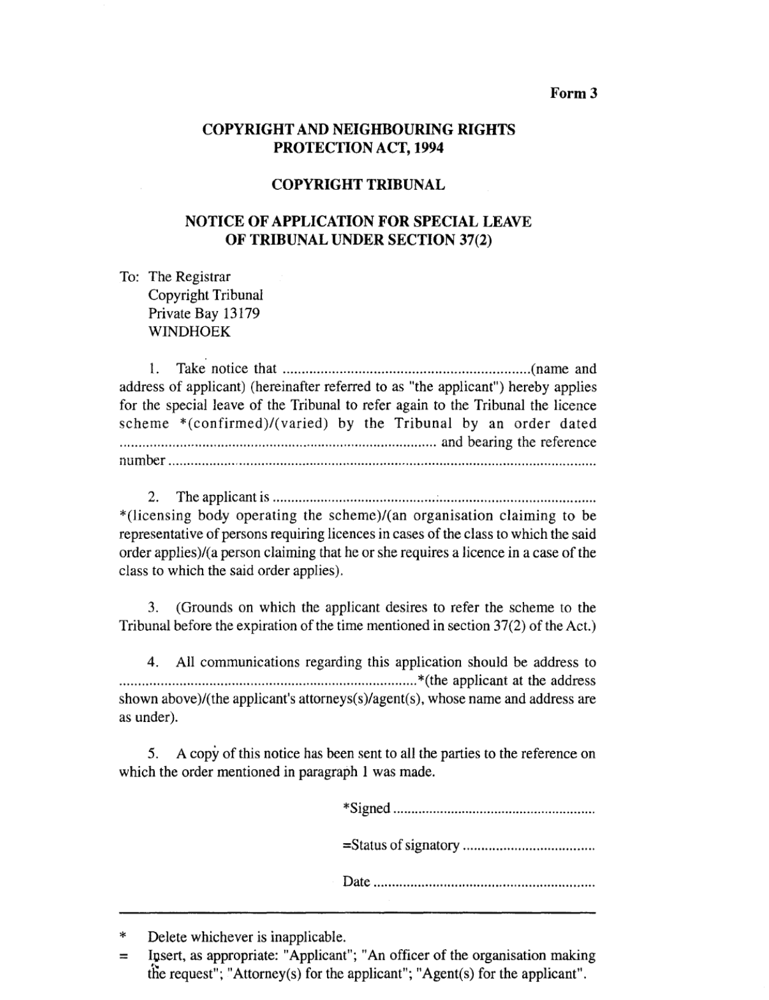 Form 3
COPYRIGHT AND NEIGHBOURING RIGHTS
PROTECTION ACT, 1994
COPYRIGHT TRIBUNAL
NOTICE OF APPLICATION FOR SPECIAL LEAVE
OF TRIBUNAL UNDER SECTION 37(2)
To: The Registrar
Copyright Tribunal
Private Bay 13179
WINDHOEK
1. Take notice that ..................................................................(name and
address of applicant) (hereinafter referred to as "the applicant") hereby applies
for the special leave of the Tribunal to refer again to the Tribunal the licence
scheme *(confirmed)/(varied) by the Tribunal by an order dated
.................................................................................... and bearing the reference
number ..................................................................................................................
2. The applicant is ......................................................................................
*(licensing body operating the scheme)/(an organisation claiming to be
representative of persons requiring licences in cases of the class to which the said
order applies)/(a person claiming that he or she requires a licence in a case of the
class to which the said order applies).
3. (Grounds on which the applicant desires to refer the scheme to the
Tribunal before the expiration of the time mentioned in section 37(2) of the Act.)
4. All communications regarding this application should be address to
...............................................................................*(the applicant at the address
shown above)/(the applicant's attorneys(s)/agent(s), whose name and address are
as under).
5. A copy of this notice has been sent to all the parties to the reference on
which the order mentioned in paragraph 1 was made.
*Signed ........................................................
=Status of signatory ....................................
Date .............................................................
* Delete whichever is inapplicable.
= Insert, as appropriate: "Applicant"; "An officer of the organisation making
the request"; "Attorney(s) for the applicant"; "Agent(s) for the applicant".